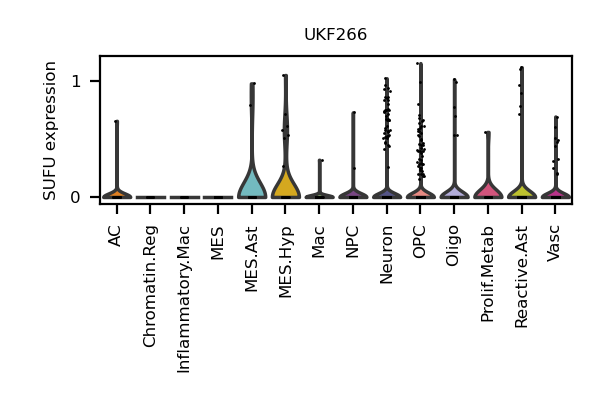 UKF266
SUFU expression
1
0
AC
Chromatin.Reg
Inflammatory.Mac
MES
MES.Ast
MES.Hyp
Mac
NPC
Neuron
OPC
Oligo
Prolif.Metab
Reactive.Ast
Vasc